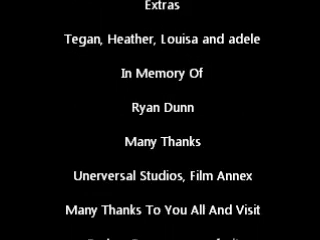 Extras
Tegan, Heather, Louisa and adele
In Memory Of
Ryan Dunn
Many Thanks
Unerversal Studios, Film Annex
Many Thanks To You All And Visit